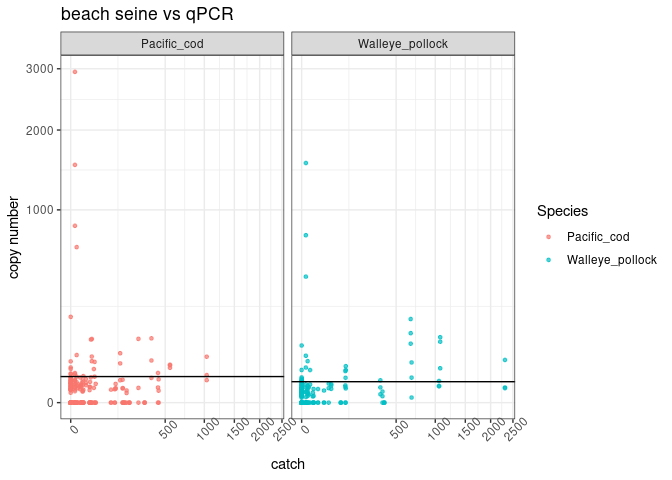 beach seine vs qPCR
Pacific_cod
Walleye_pollock
3000
2000
1000
0
copy number
0
500
1000
1500
2000
2500
0
500
1000
1500
2000
2500
catch
Species
Pacific_cod
Walleye_pollock